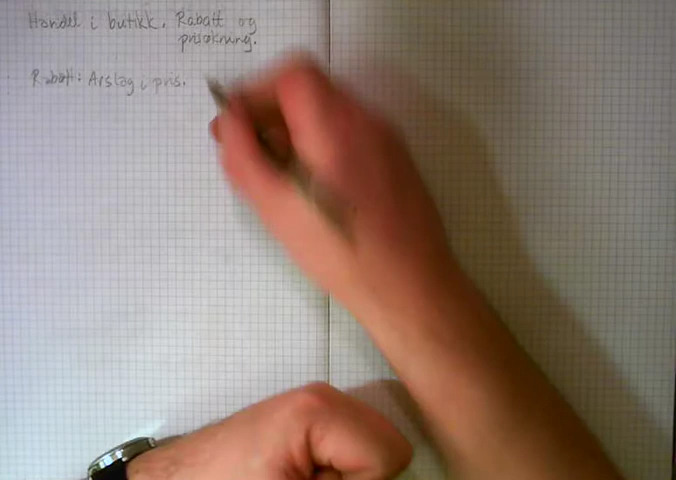 Handel i butikk. Rabatt og
prisøkning.
Rabatt: Avslag i pris.